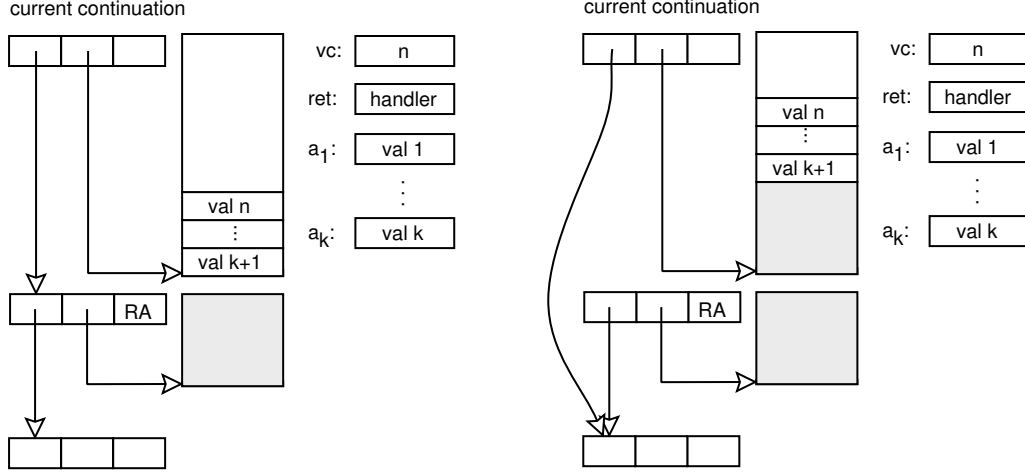 current continuation
vc: n
ret: handler
a1: val 1
⋮
ak: val k
val n
⋮
val k+1
RA
current continuation
vc: n
ret: handler
a1: val 1
⋮
ak: val k
val n
⋮
val k+1
RA